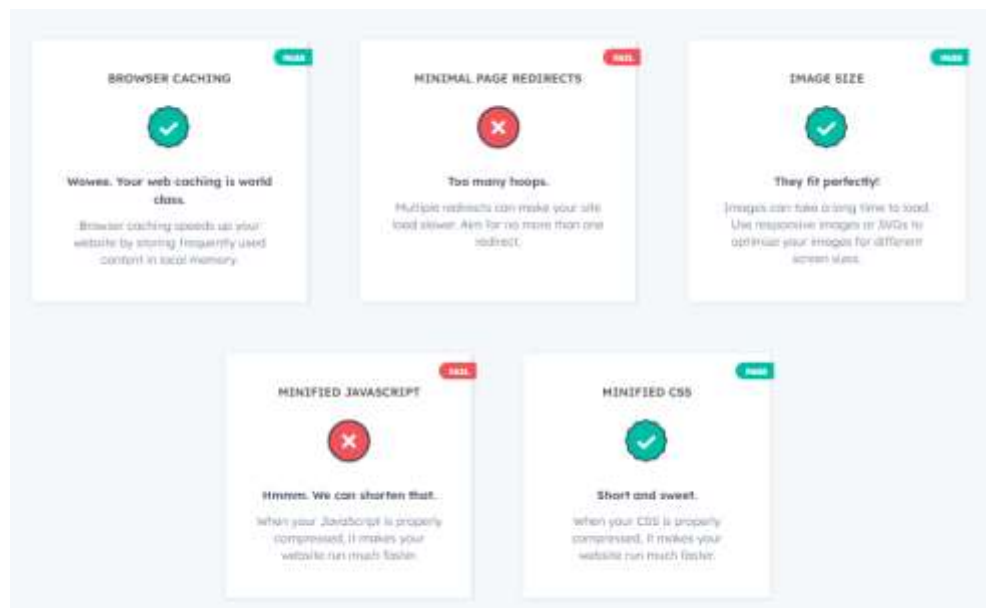 PASS
BROWSER CACHING
Wowee. Your web caching is world
class.
Browser caching speeds up your
website by storing frequently used
content in local memory.
FAIL
MINIMAL PAGE REDIRECTS
Too many hoops.
Multiple redirects can make your site
load slower. Aim for no more than one
redirect.
PASS
IMAGE SIZE
They fit perfectly!
Images can take a long time to load.
Use responsive images or SVGs to
optimize your images for different
screen sizes.
FAIL
MINIFIED JAVASCRIPT
Hmmm. We can shorten that.
When your JavaScript is properly
compressed, it makes your
website run much faster.
PASS
MINIFIED CSS
Short and sweet.
When your CSS is properly
compressed, it makes your
website run much faster.